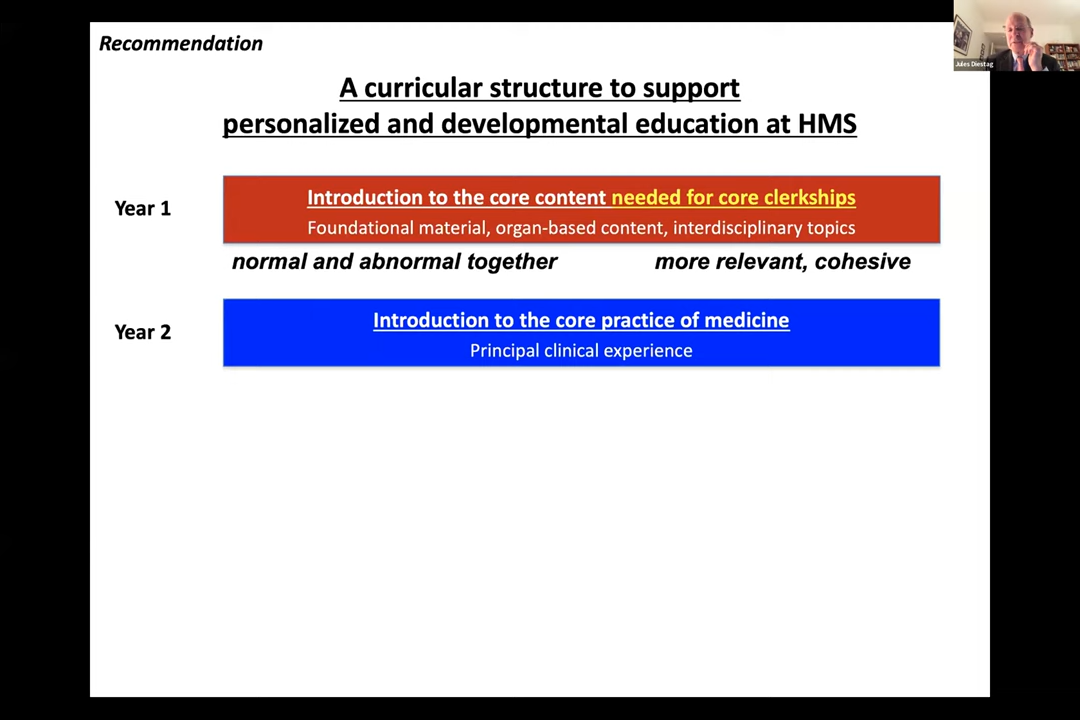 Recommendation
Jules Dienstag
A curricular structure to support
personalized and developmental education at HMS
Year 1
Introduction to the core content needed for core clerkships
Foundational material, organ-based content, interdisciplinary topics
normal and abnormal together more relevant, cohesive
Year 2
Introduction to the core practice of medicine
Principal clinical experience